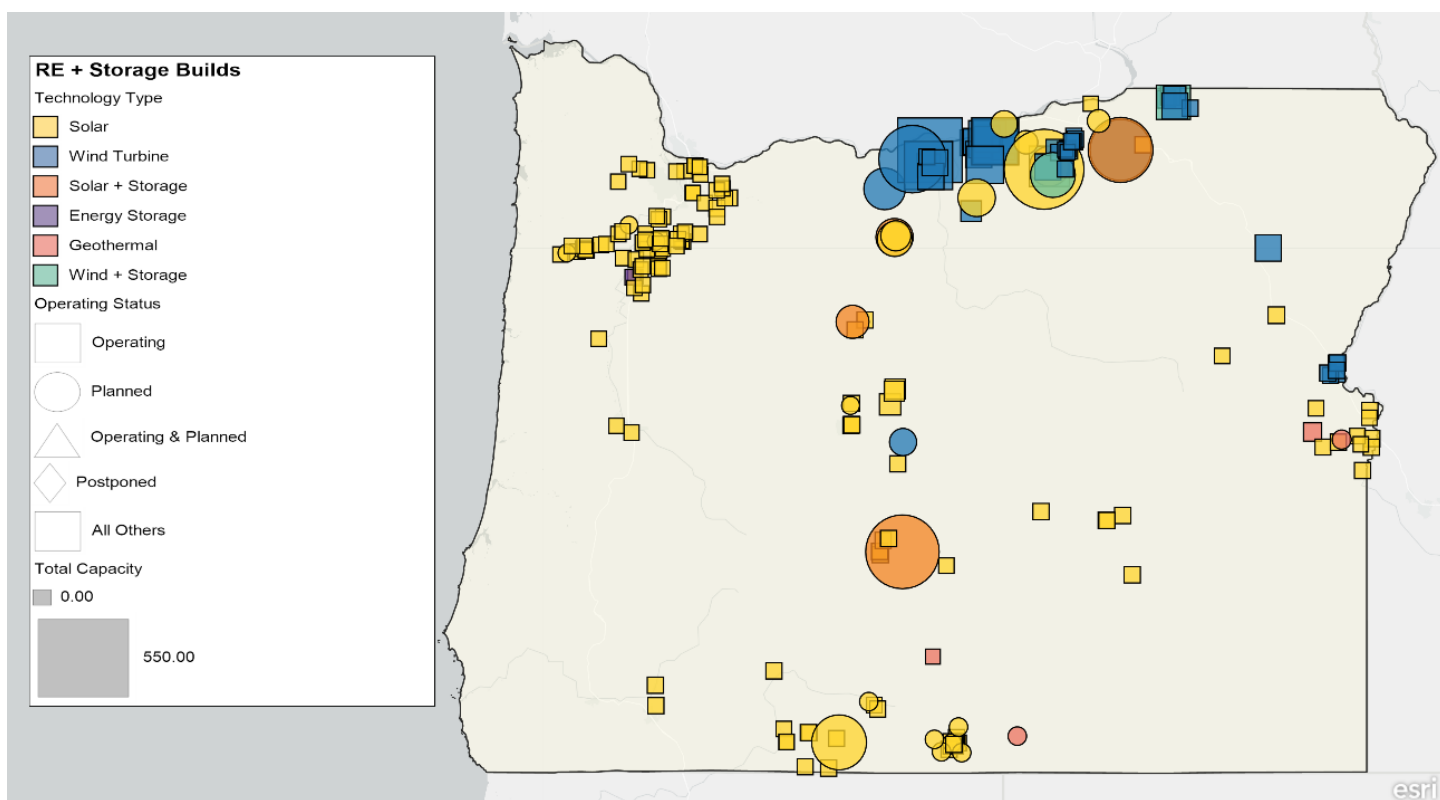 RE + Storage Builds
Technology Type
Solar
Wind Turbine
Solar + Storage
Energy Storage
Geothermal
Wind + Storage
Operating Status
Operating
Planned
Operating & Planned
Postponed
All Others
Total Capacity
0.00
550.00
esri